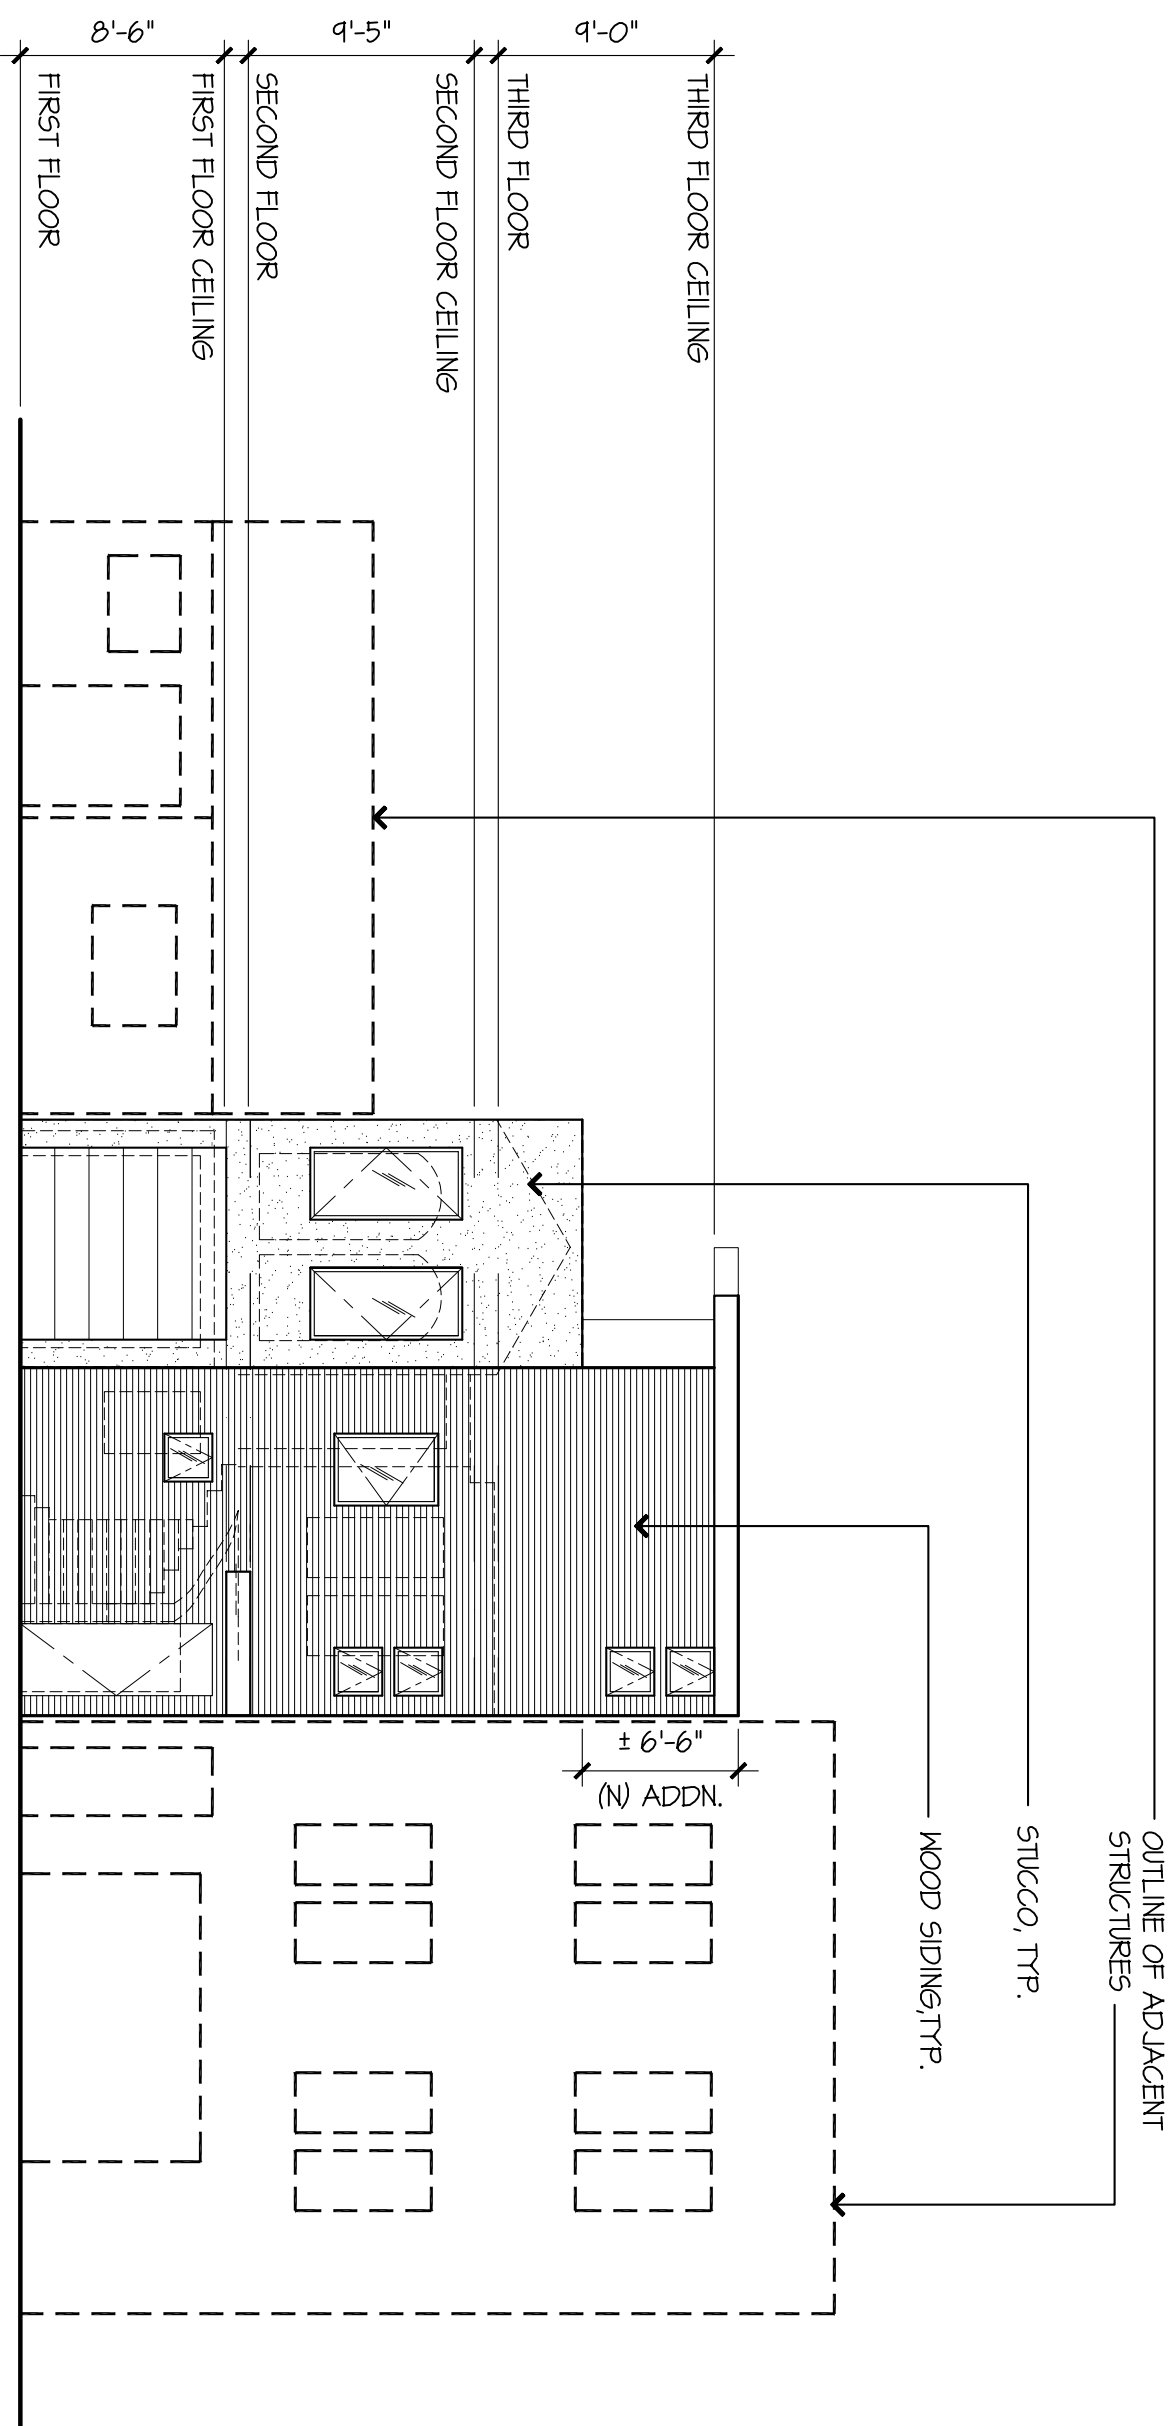 8'-6"
9'-5"
9'-0"
FIRST FLOOR
FIRST FLOOR CEILING
SECOND FLOOR
SECOND FLOOR CEILING
THIRD FLOOR
THIRD FLOOR CEILING
± 6'-6"
(N) ADDN.
WOOD SIDING,TYP.
STUCCO, TYP.
OUTLINE OF ADJACENT
STRUCTURES